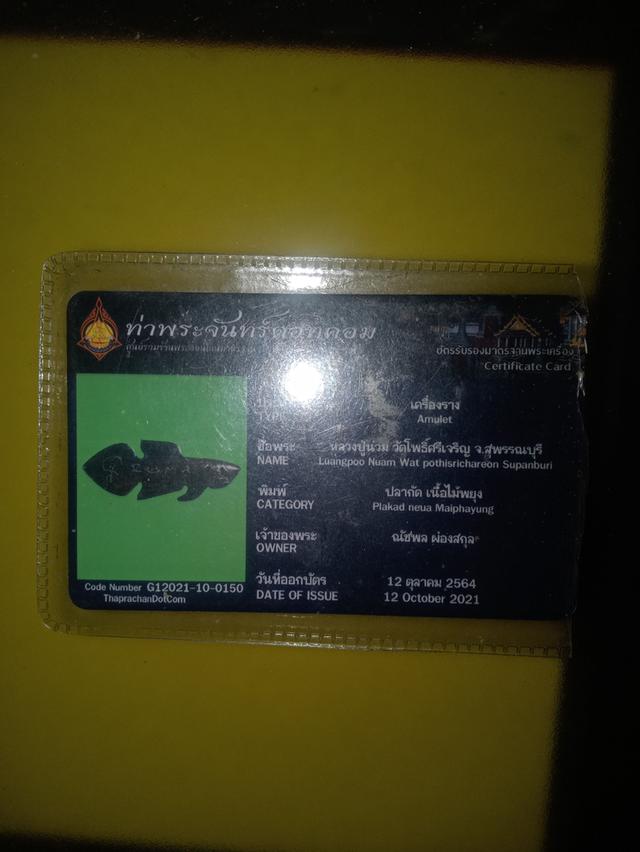 ท่าพระจันทร์ดอทคอม
บัตรรับรองมาตรฐานพระเครื่อง
Certificate Card
เครื่องราง
TYPE Amulet
ชื่อพระ หลวงปู่น่วม วัดโพธิ์ศรีเจริญ จ.สุพรรณบุรี
NAME Luangpoo Nuam Wat pothisrichareon Supanburi
พิมพ์ ปลากัด เนื้อไม้พยุง
CATEGORY Plakad neua Maiphayung
เจ้าของพระ ณัชพล ผ่องสกุล
OWNER
วันที่ออกบัตร 12 ตุลาคม 2564
DATE OF ISSUE 12 October 2021
Code Number G12021-10-0150
ThaprachanDotCom